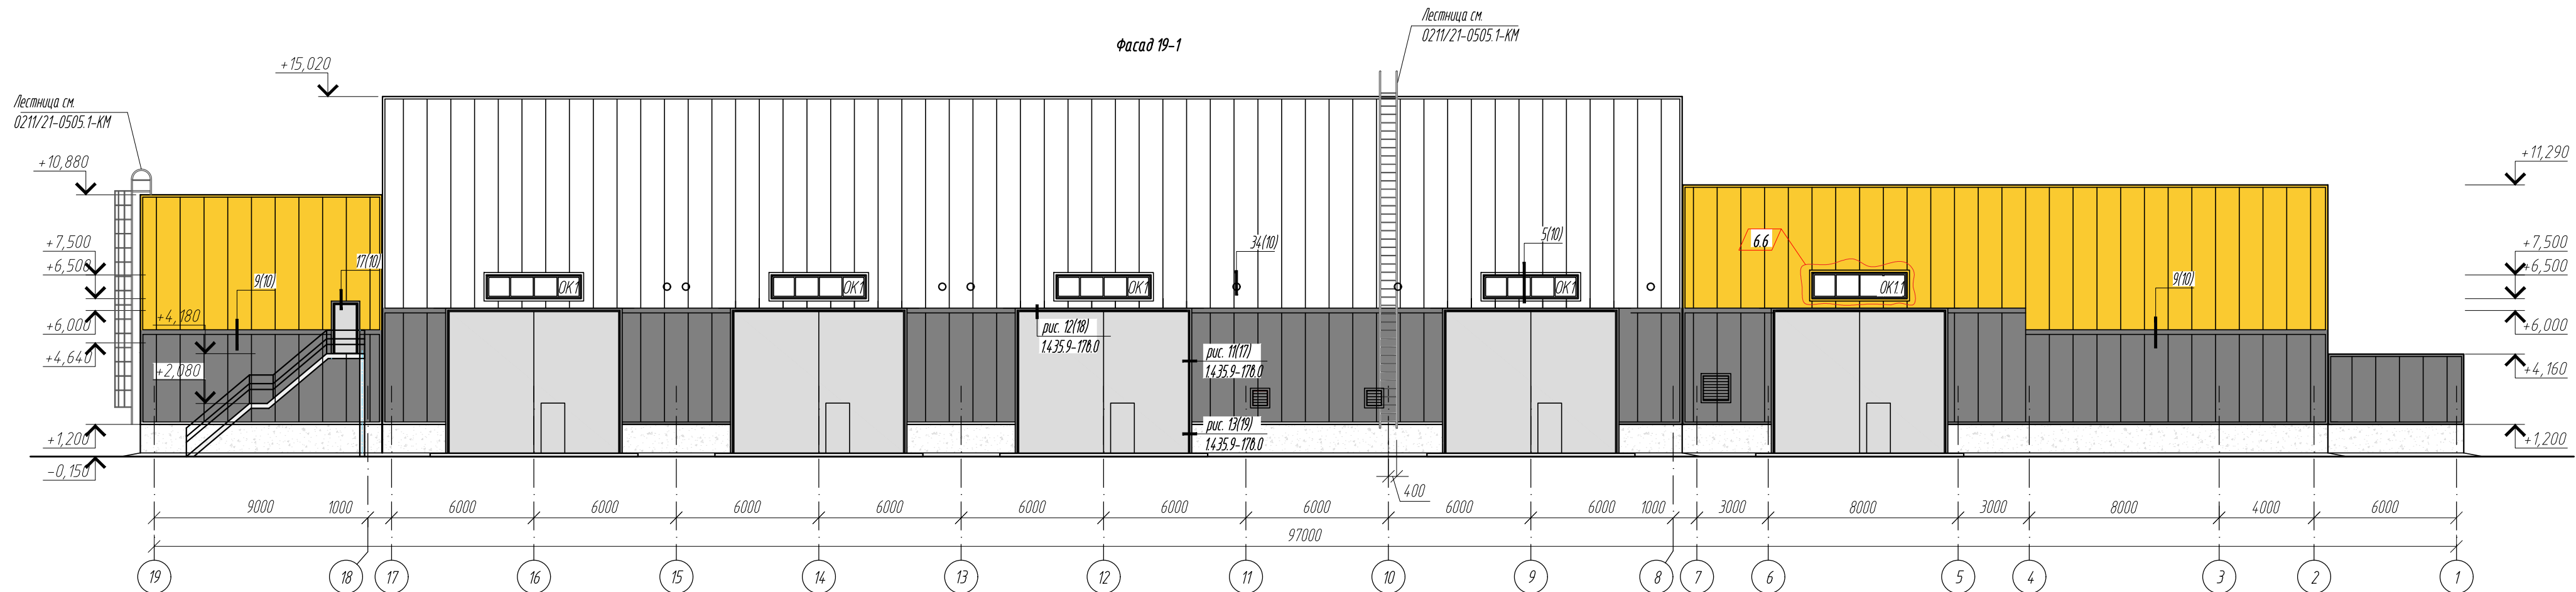 Фасад 19-1
Лестница см.
0211/21-0505.1-КМ
Лестница см.
0211/21-0505.1-КМ
+15,020
+10,880
+7,500
+6,500
+6,000
+4,640
+1,200
-0,150
+4,180
+2,080
9(10)
17(10)
ОК1
ОК1
ОК1
ОК1
ОК1.1
34(10)
5(10)
6.6
9(10)
рис. 12(18)
1.435.9-17в.0
рис. 11(17)
1.435.9-17в.0
рис. 13(19)
1.435.9-17в.0
+11,290
+7,500
+6,500
+6,000
+4,160
+1,200
400
9000 1000 6000 6000 6000 6000 6000 6000 6000 6000 6000 1000 3000 8000 3000 8000 4000 6000
97000
19 18 17 16 15 14 13 12 11 10 9 8 7 6 5 4 3 2 1